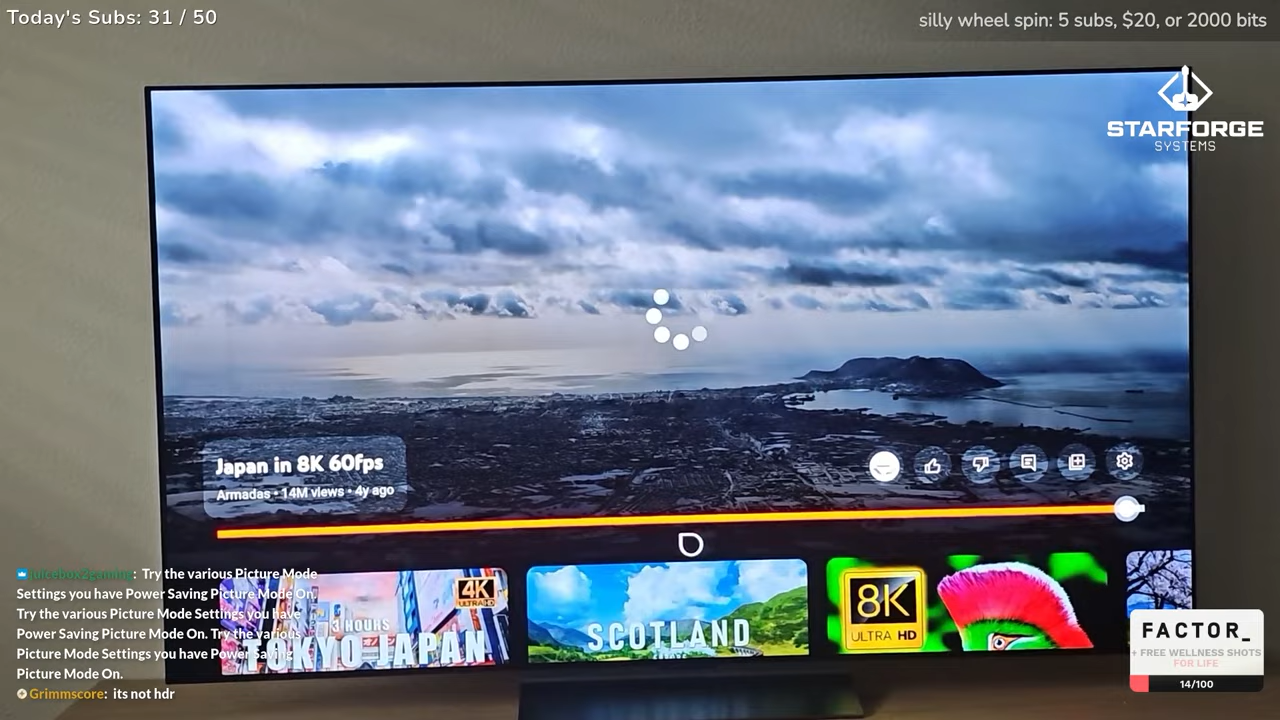 Today's Subs: 31 / 50
silly wheel spin: 5 subs, $20, or 2000 bits
STARFORGE
SYSTEMS
Japan in 8K 60fps
Armadas • 14M views • 4y ago
4K
ULTRA HD
3 HOURS
TOKYO JAPAN
SCOTLAND
8K
ULTRA HD
juicebox2gaming: Try the various Picture Mode
Settings you have Power Saving Picture Mode On.
Try the various Picture Mode Settings you have
Power Saving Picture Mode On. Try the various
Picture Mode Settings you have Power Saving
Picture Mode On.
Grimmscore: its not hdr
FACTOR_
+ FREE WELLNESS SHOTS
FOR LIFE
14/100